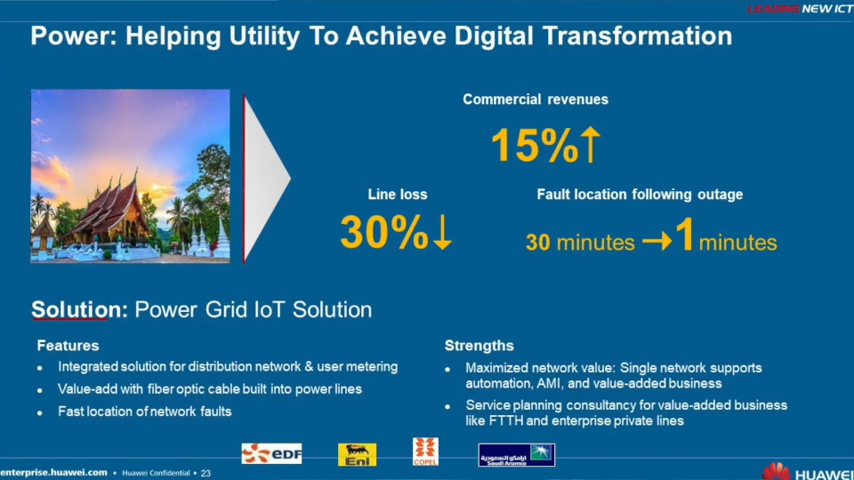 LEADING NEW ICT
Power: Helping Utility To Achieve Digital Transformation
Commercial revenues
15%↑
Line loss
30%↓
Fault location following outage
30 minutes →1 minutes
Solution: Power Grid IoT Solution
Features
• Integrated solution for distribution network & user metering
• Value-add with fiber optic cable built into power lines
• Fast location of network faults
Strengths
• Maximized network value: Single network supports
automation, AMI, and value-added business
• Service planning consultancy for value-added business
like FTTH and enterprise private lines
eDF
Eni
COPEL
أرامكو السعودية
Saudi Aramco
enterprise.huawei.com • Huawei Confidential • 23
HUAWEI